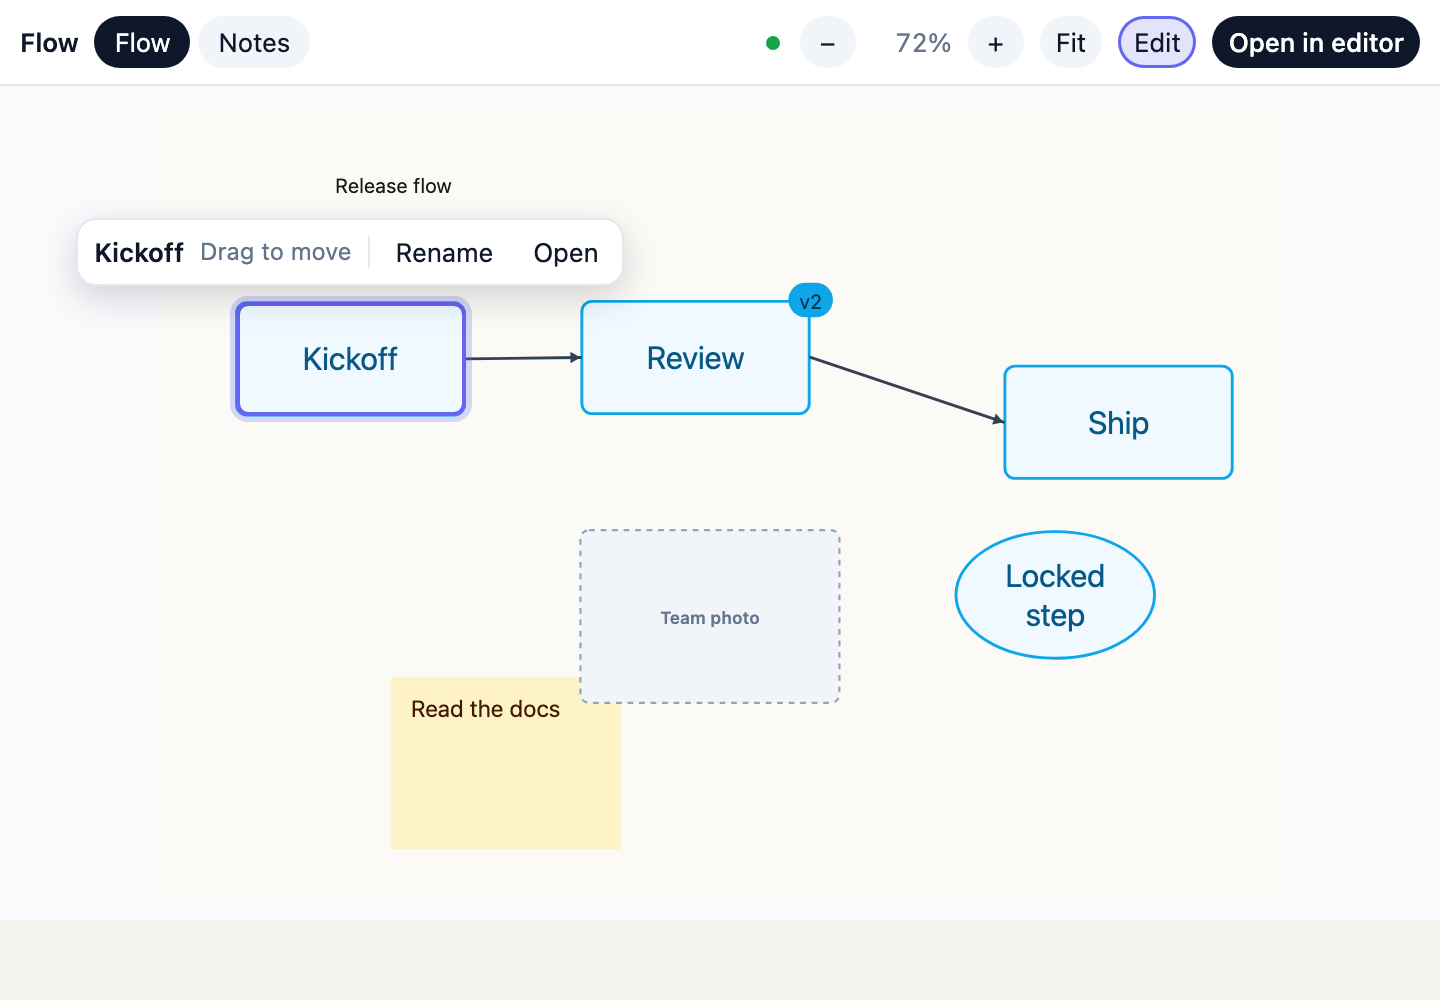 Flow
Flow
Notes
−
72%
+
Fit
Edit
Open in editor
Release flow
Kickoff
Drag to move
Rename
Open
Kickoff
Review
v2
Ship
Team photo
Locked
step
Read the docs